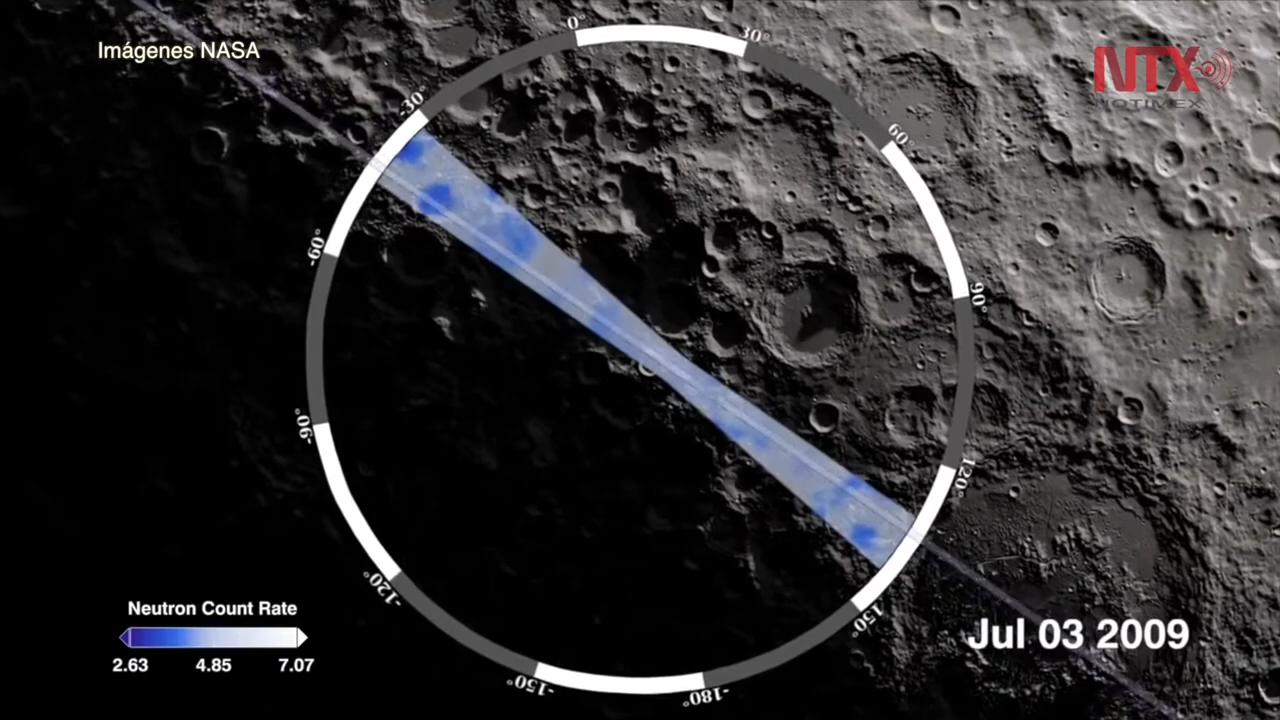 Imágenes NASA
NTX
NOTIMEX
0°
30°
-30°
60°
-60°
90°
-90°
120°
-120°
150°
-150°
-180°
Neutron Count Rate
2.63 4.85 7.07
Jul 03 2009